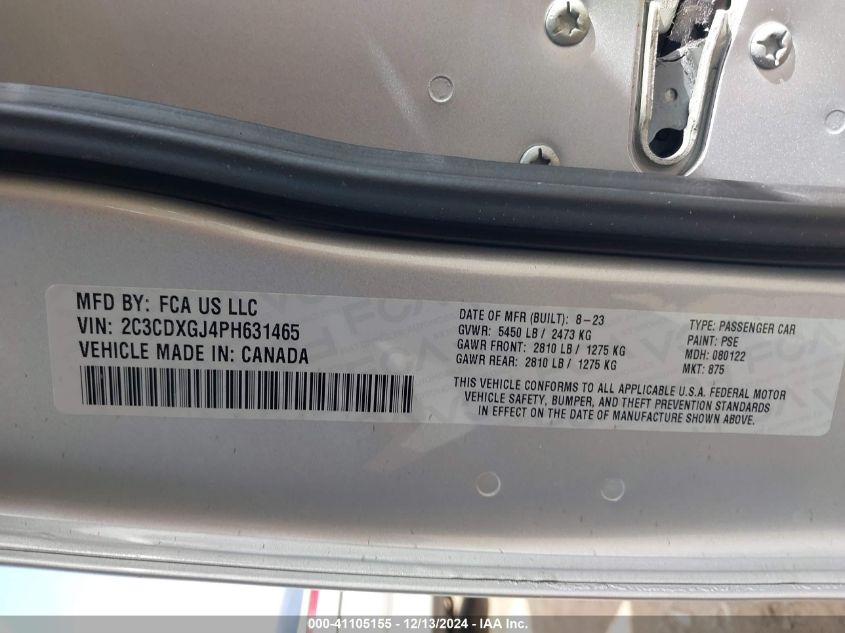 MFD BY: FCA US LLC
VIN: 2C3CDXGJ4PH631465
VEHICLE MADE IN: CANADA
DATE OF MFR (BUILT): 8-23
GVWR: 5450 LB / 2473 KG
GAWR FRONT: 2810 LB / 1275 KG
GAWR REAR: 2810 LB / 1275 KG
TYPE: PASSENGER CAR
PAINT: PSE
MDH: 080122
MKT: 875
THIS VEHICLE CONFORMS TO ALL APPLICABLE U.S.A. FEDERAL MOTOR
VEHICLE SAFETY, BUMPER, AND THEFT PREVENTION STANDARDS
IN EFFECT ON THE DATE OF MANUFACTURE SHOWN ABOVE.
000-41105155 - 12/13/2024 - IAA Inc.